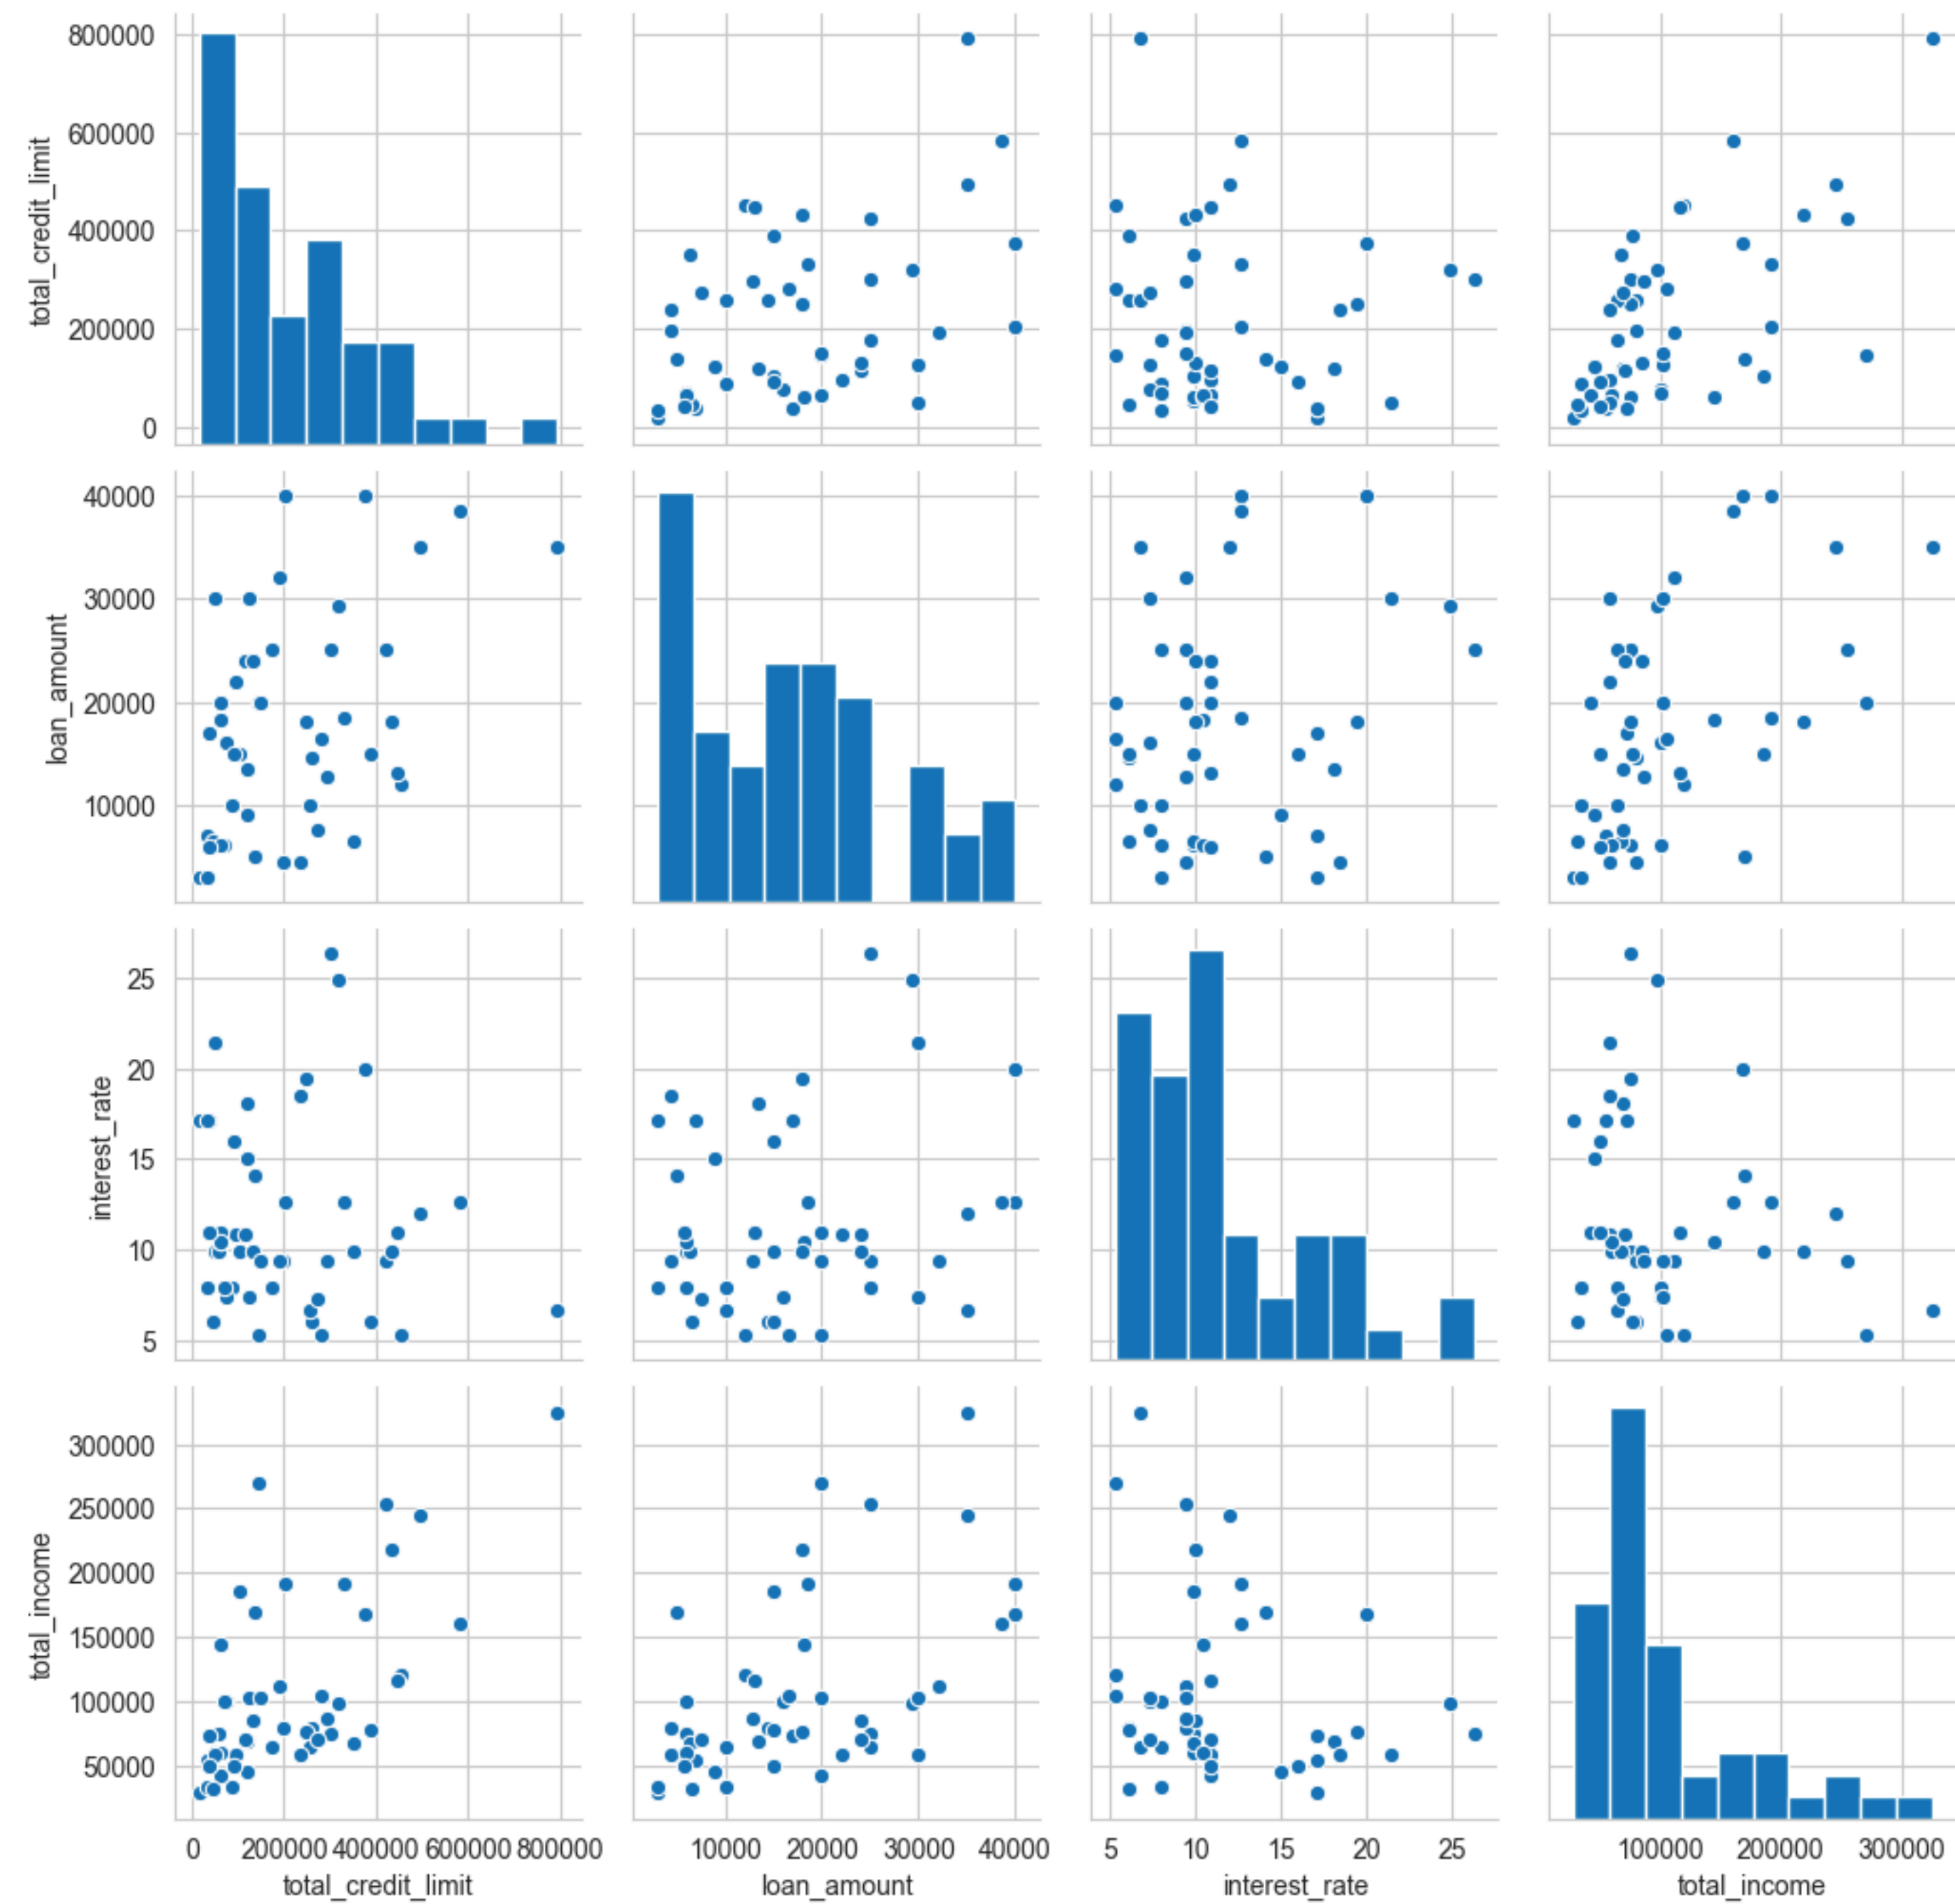 800000
600000
400000
200000
0
total_credit_limit
40000
30000
20000
10000
loan_amount
25
20
15
10
5
interest_rate
300000
250000
200000
150000
100000
50000
total_income
0 200000 400000 600000 800000
10000 20000 30000 40000
5 10 15 20 25
100000 200000 300000
total_credit_limit loan_amount interest_rate total_income